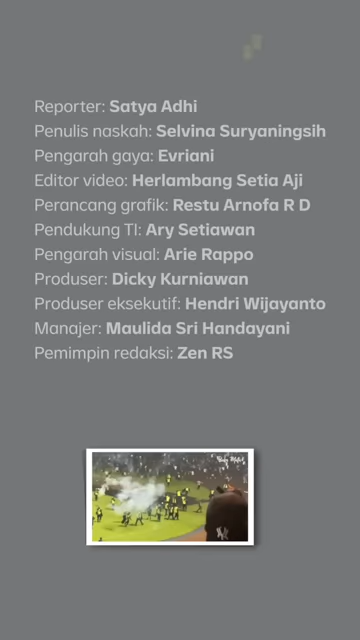 Reporter: Satya Adhi
Penulis naskah: Selvina Suryaningsih
Pengarah gaya: Evriani
Editor video: Herlambang Setia Aji
Perancang grafik: Restu Arnofa R D
Pendukung TI: Ary Setiawan
Pengarah visual: Arie Rappo
Produser: Dicky Kurniawan
Produser eksekutif: Hendri Wijayanto
Manajer: Maulida Sri Handayani
Pemimpin redaksi: Zen RS